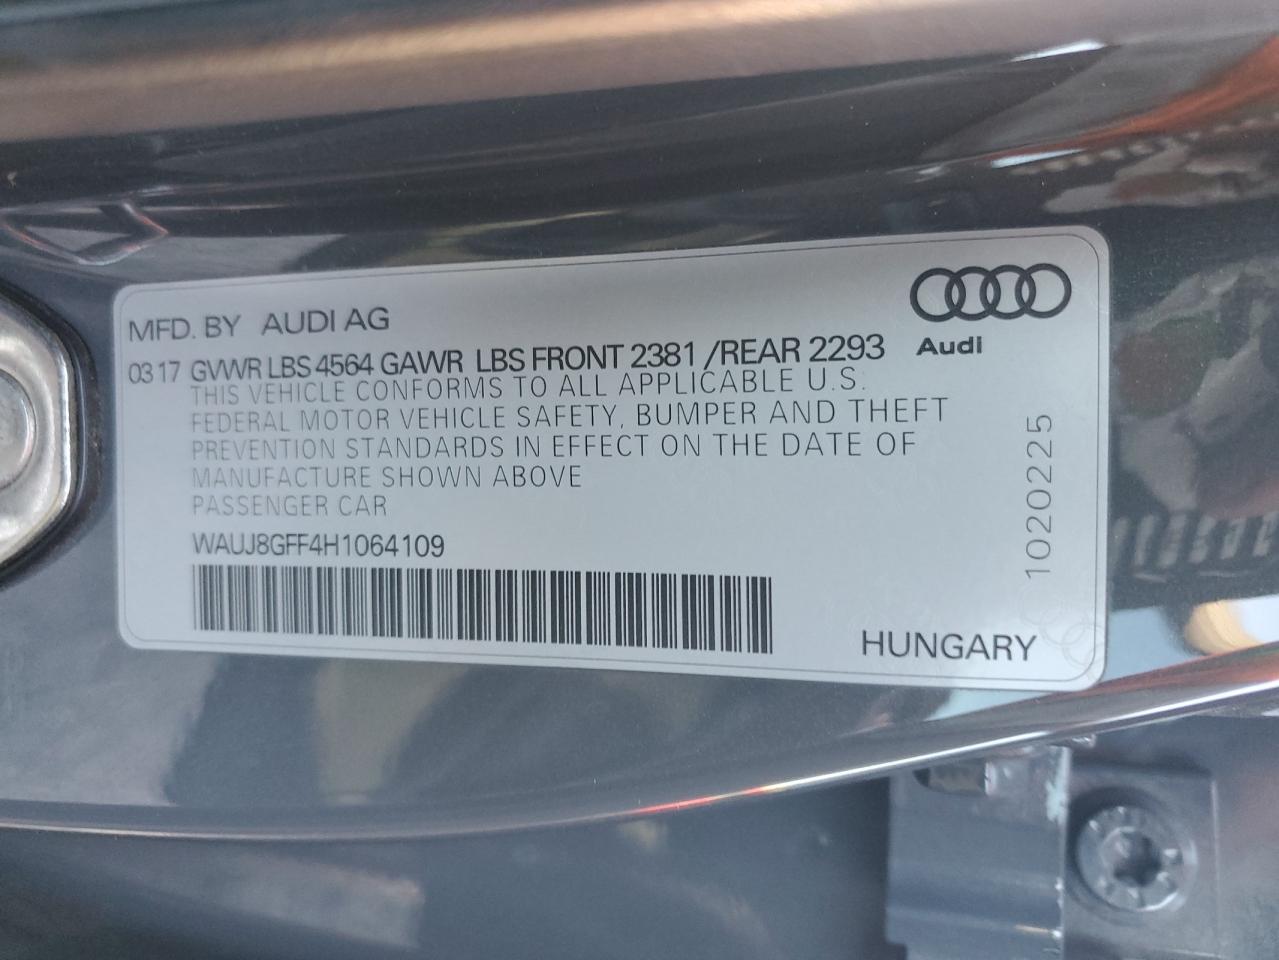 MFD. BY AUDI AG
Audi
03 17 GVWR LBS 4564 GAWR LBS FRONT 2381 /REAR 2293
THIS VEHICLE CONFORMS TO ALL APPLICABLE U.S.
FEDERAL MOTOR VEHICLE SAFETY, BUMPER AND THEFT
PREVENTION STANDARDS IN EFFECT ON THE DATE OF
MANUFACTURE SHOWN ABOVE
PASSENGER CAR
WAUJ8GFF4H1064109
1020225
HUNGARY